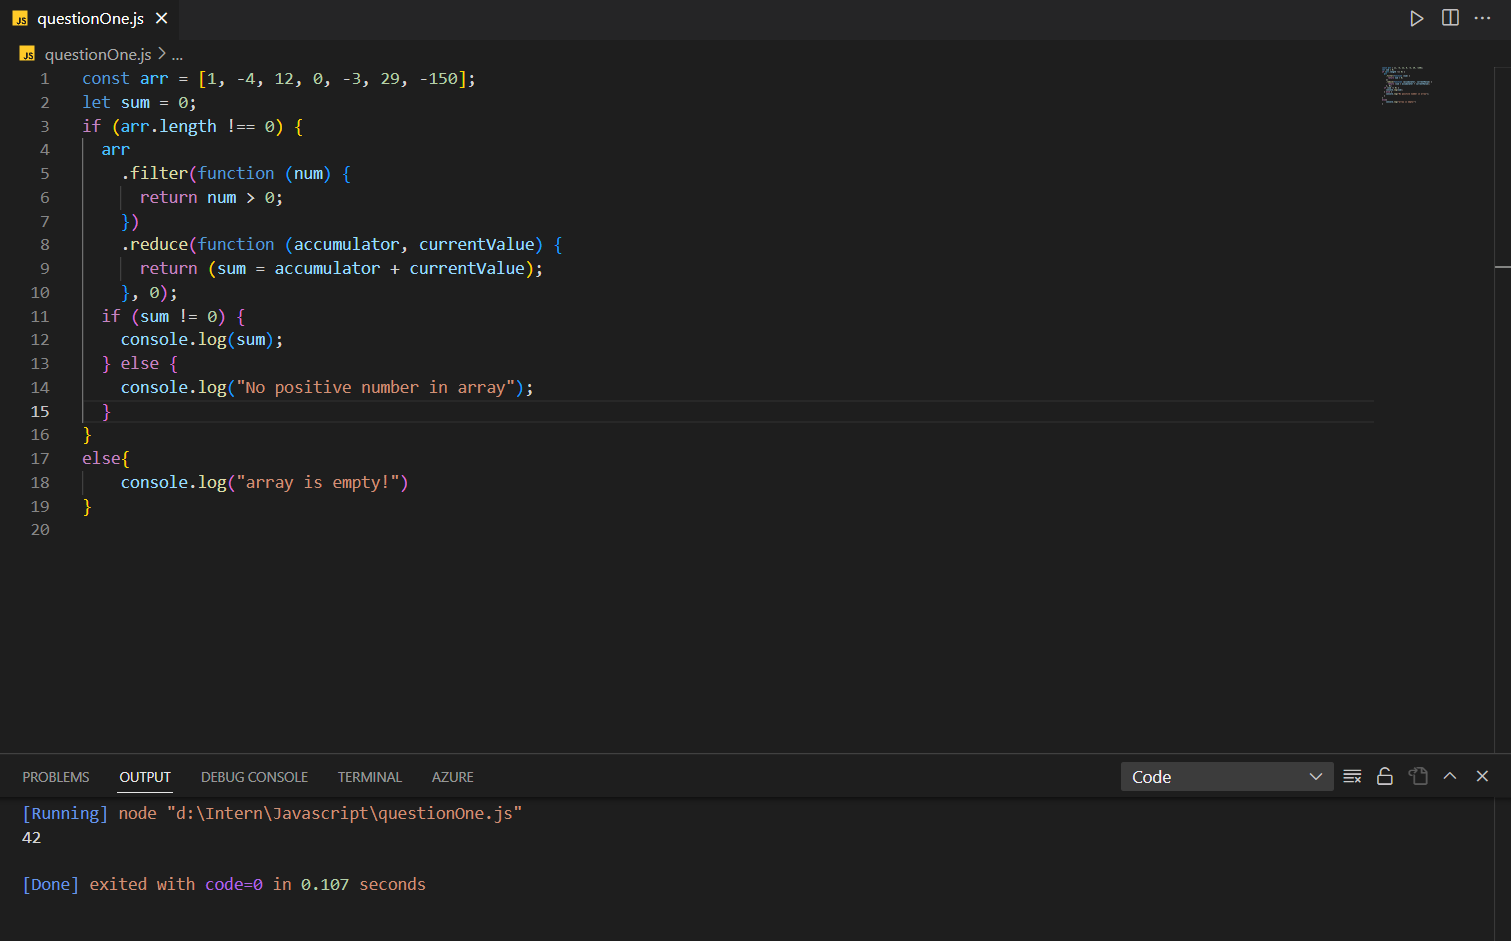 JS questionOne.js
JS questionOne.js > ...
1 const arr = [1, -4, 12, 0, -3, 29, -150];
2 let sum = 0;
3 if (arr.length !== 0) {
4   arr
5     .filter(function (num) {
6       return num > 0;
7     })
8     .reduce(function (accumulator, currentValue) {
9       return (sum = accumulator + currentValue);
10     }, 0);
11   if (sum != 0) {
12     console.log(sum);
13   } else {
14     console.log("No positive number in array");
15   }
16 }
17 else{
18     console.log("array is empty!")
19 }
20
PROBLEMS OUTPUT DEBUG CONSOLE TERMINAL AZURE Code
[Running] node "d:\Intern\Javascript\questionOne.js"
42
[Done] exited with code=0 in 0.107 seconds